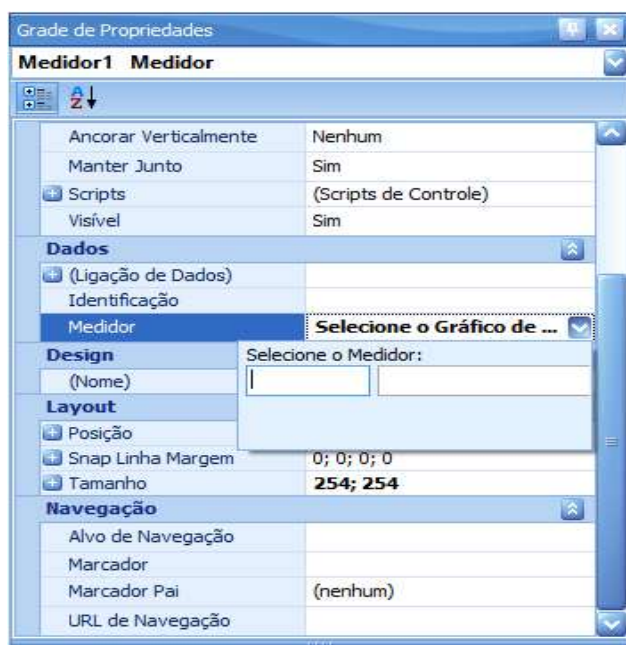 Grade de Propriedades
Medidor1 Medidor
A
Z
Ancorar Verticalmente Nenhum
Manter Junto Sim
Scripts (Scripts de Controle)
Visível Sim
Dados
(Ligação de Dados)
Identificação
Medidor Selecione o Gráfico de ...
Design Selecione o Medidor:
(Nome)
Layout
Posição
Snap Linha Margem 0; 0; 0; 0
Tamanho 254; 254
Navegação
Alvo de Navegação
Marcador
Marcador Pai (nenhum)
URL de Navegação